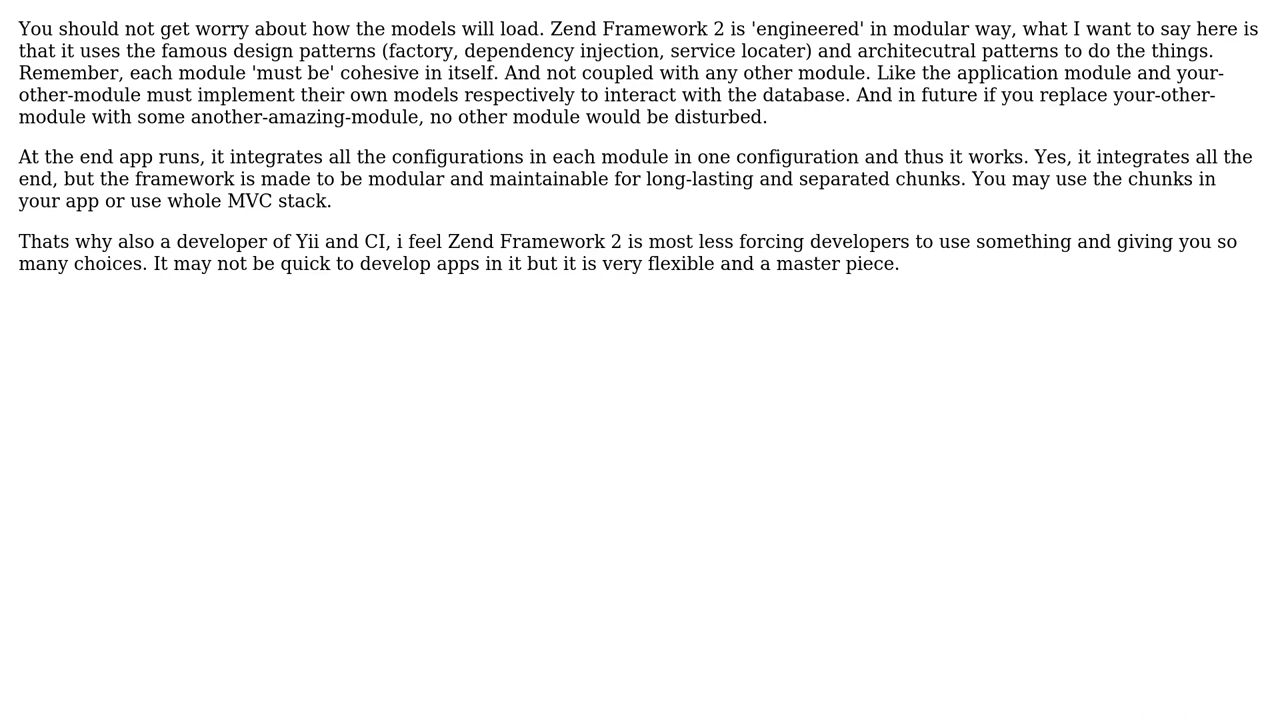 You should not get worry about how the models will load. Zend Framework 2 is 'engineered' in modular way, what I want to say here is
that it uses the famous design patterns (factory, dependency injection, service locater) and architecutral patterns to do the things.
Remember, each module 'must be' cohesive in itself. And not coupled with any other module. Like the application module and your-
other-module must implement their own models respectively to interact with the database. And in future if you replace your-other-
module with some another-amazing-module, no other module would be disturbed.
At the end app runs, it integrates all the configurations in each module in one configuration and thus it works. Yes, it integrates all the
end, but the framework is made to be modular and maintainable for long-lasting and separated chunks. You may use the chunks in
your app or use whole MVC stack.
Thats why also a developer of Yii and CI, i feel Zend Framework 2 is most less forcing developers to use something and giving you so
many choices. It may not be quick to develop apps in it but it is very flexible and a master piece.